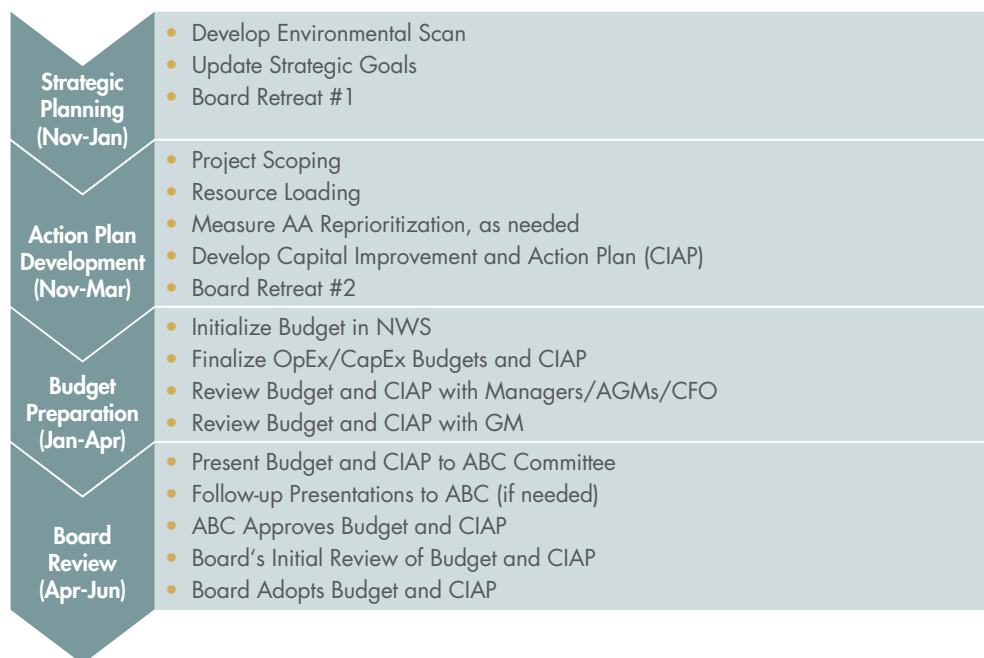 Strategic
Planning
(Nov-Jan)
• Develop Environmental Scan
• Update Strategic Goals
• Board Retreat #1
Action Plan
Development
(Nov-Mar)
• Project Scoping
• Resource Loading
• Measure AA Reprioritization, as needed
• Develop Capital Improvement and Action Plan (CIAP)
• Board Retreat #2
Budget
Preparation
(Jan-Apr)
• Initialize Budget in NWS
• Finalize OpEx/CapEx Budgets and CIAP
• Review Budget and CIAP with Managers/AGMs/CFO
• Review Budget and CIAP with GM
Board
Review
(Apr-Jun)
• Present Budget and CIAP to ABC Committee
• Follow-up Presentations to ABC (if needed)
• ABC Approves Budget and CIAP
• Board‘s Initial Review of Budget and CIAP
• Board Adopts Budget and CIAP